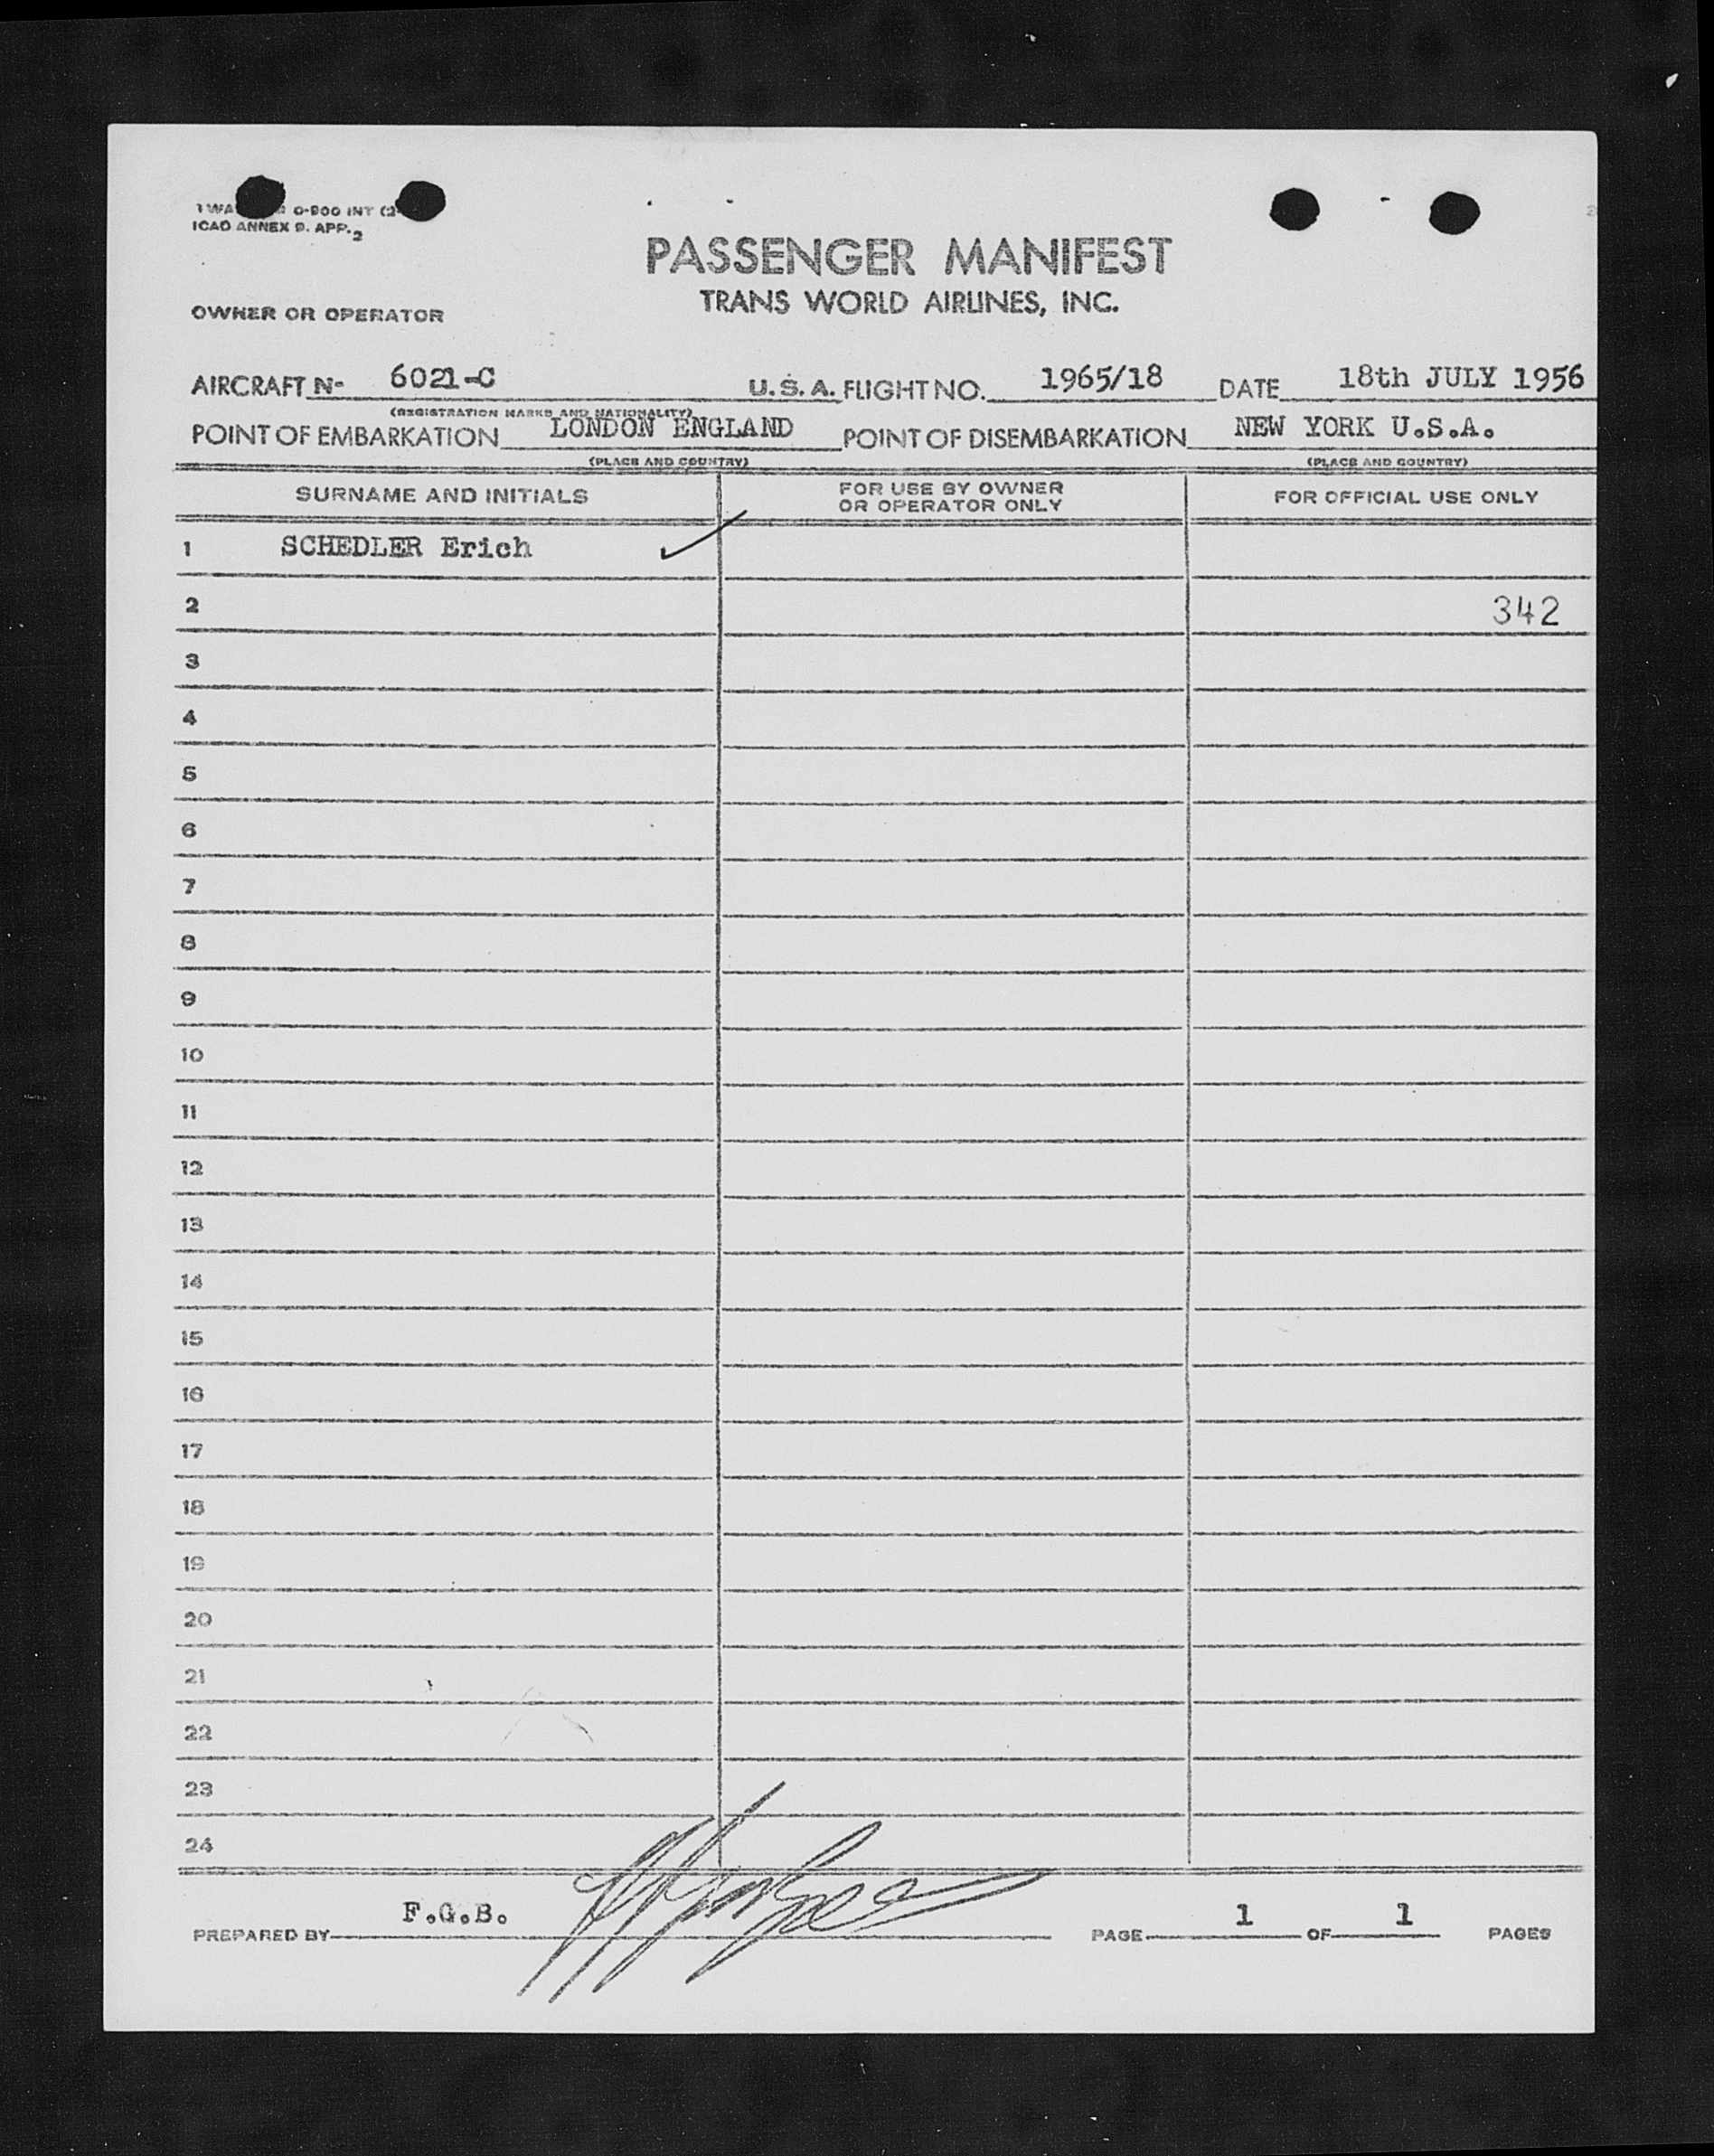 0-800 INT
ICAO ANNEX 9. APP. 2
PASSENGER MANIFEST
TRANS WORLD AIRLINES, INC.
OWNER OR OPERATOR
AIRCRAFT No 6021-C U.S.A. FLIGHT NO. 1965/18 DATE 18th JULY 1956
(REGISTRATION MARKS AND NATIONALITY)
POINT OF EMBARKATION LONDON ENGLAND POINT OF DISEMBARKATION NEW YORK U.S.A.
(PLACE AND COUNTRY) (PLACE AND COUNTRY)
SURNAME AND INITIALS FOR USE BY OWNER OR OPERATOR ONLY FOR OFFICIAL USE ONLY
1 SCHEDLER Erich
2 342
3
4
5
6
7
8
9
10
11
12
13
14
15
16
17
18
19
20
21
22
23
24
PREPARED BY F.G.B. PAGE 1 OF 1 PAGES